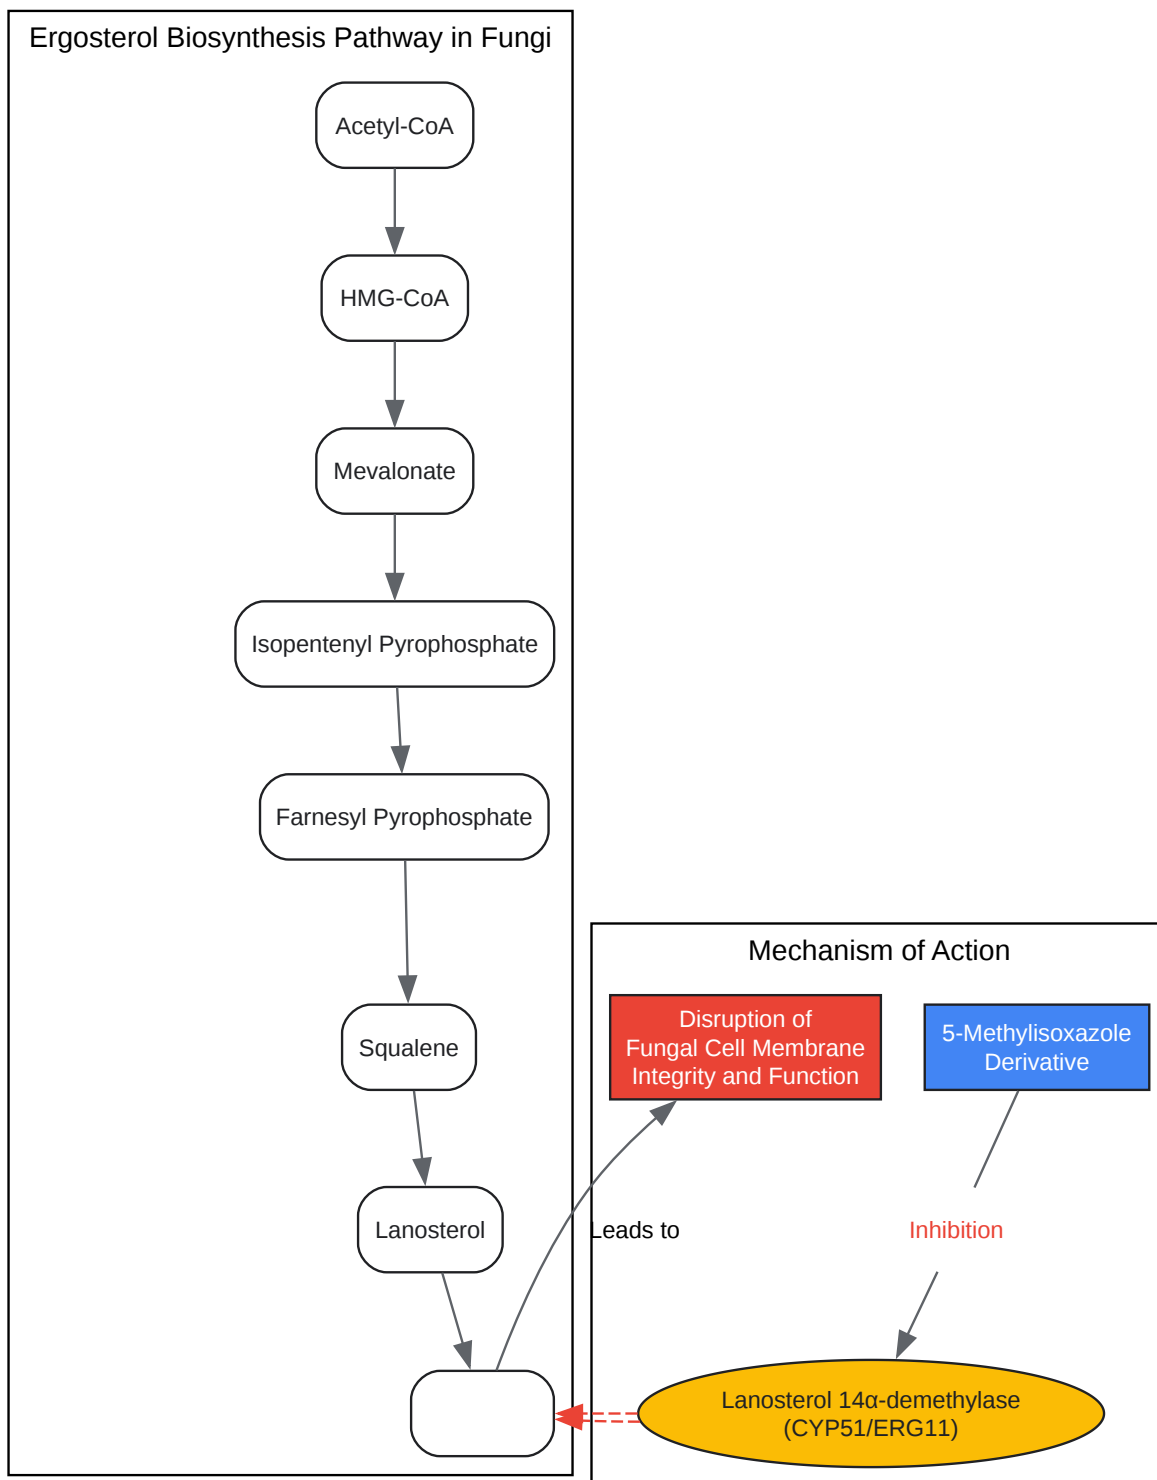 Ergosterol Biosynthesis Pathway in Fungi
Acetyl-CoA
HMG-CoA
Mevalonate
Isopentenyl Pyrophosphate
Farnesyl Pyrophosphate
Squalene
Lanosterol
Mechanism of Action
Disruption of
Fungal Cell Membrane
Integrity and Function
5-Methylisoxazole
Derivative
Leads to
Inhibition
Lanosterol 14α-demethylase
(CYP51/ERG11)